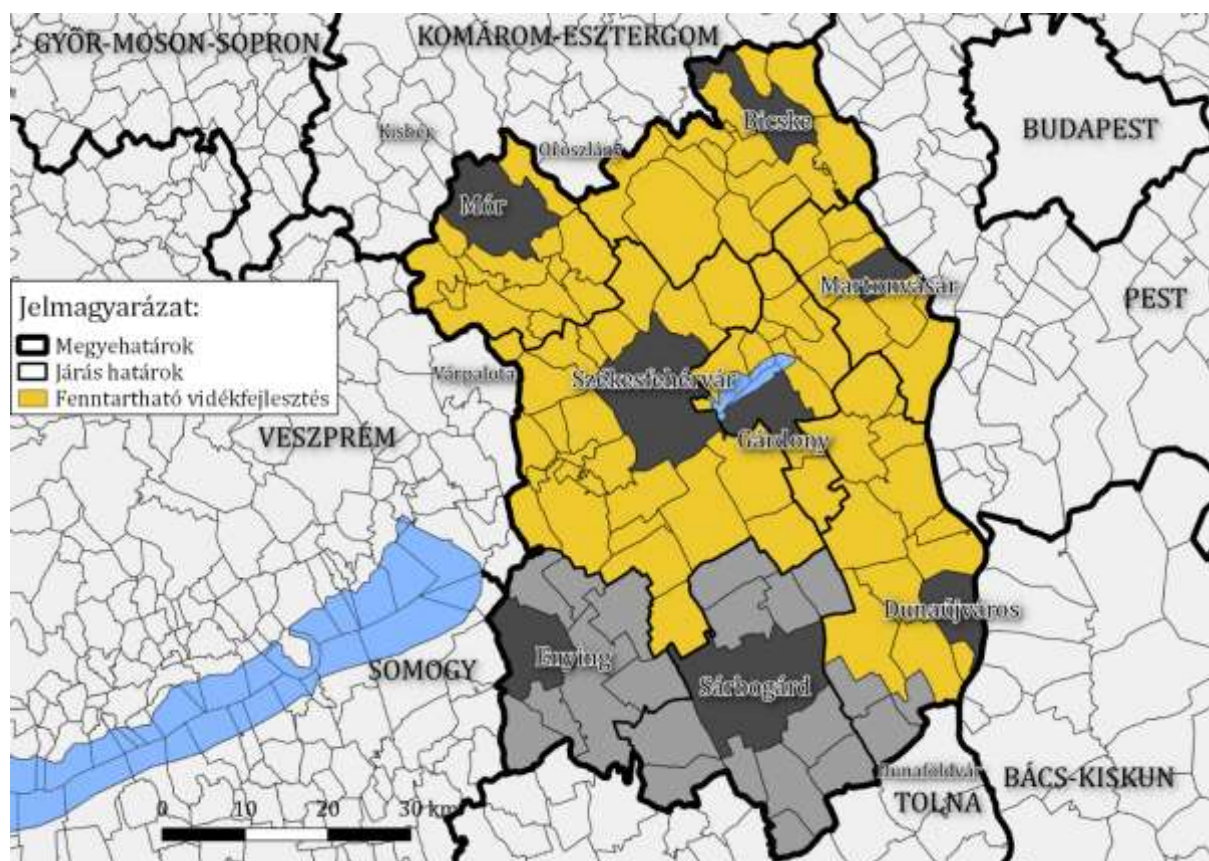 GYŐR-MOSON-SOPRON
KOMÁROM-ESZTERGOM
Bicske
BUDAPEST
Kisbér
Oroszlány
Mór
Martonvásár
PEST
Jelmagyarázat:
Megyehatárok
Járás határok
Fenntartható vidékfejlesztés
Várpalota
Székesfehérvár
VESZPRÉM
Gárdony
Dunaújváros
SOMOGY
Enying
Sárbogárd
Dunaföldvár
BÁCS-KISKUN
TOLNA
0 10 20 30 km